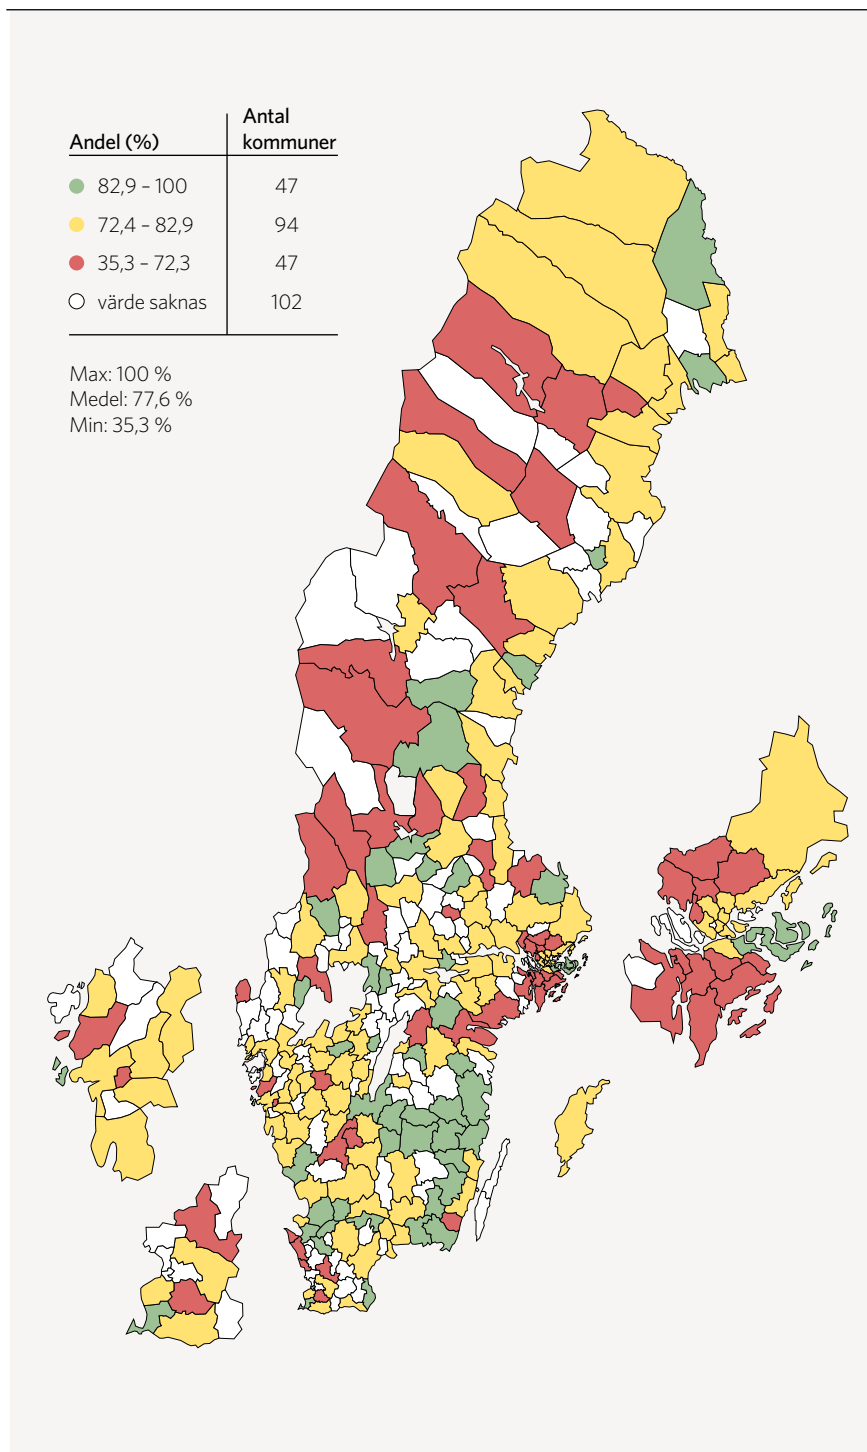 Andel (%) Antal kommuner
82,9 – 100 47
72,4 – 82,9 94
35,3 – 72,3 47
värde saknas 102
Max: 100 %
Medel: 77,6 %
Min: 35,3 %